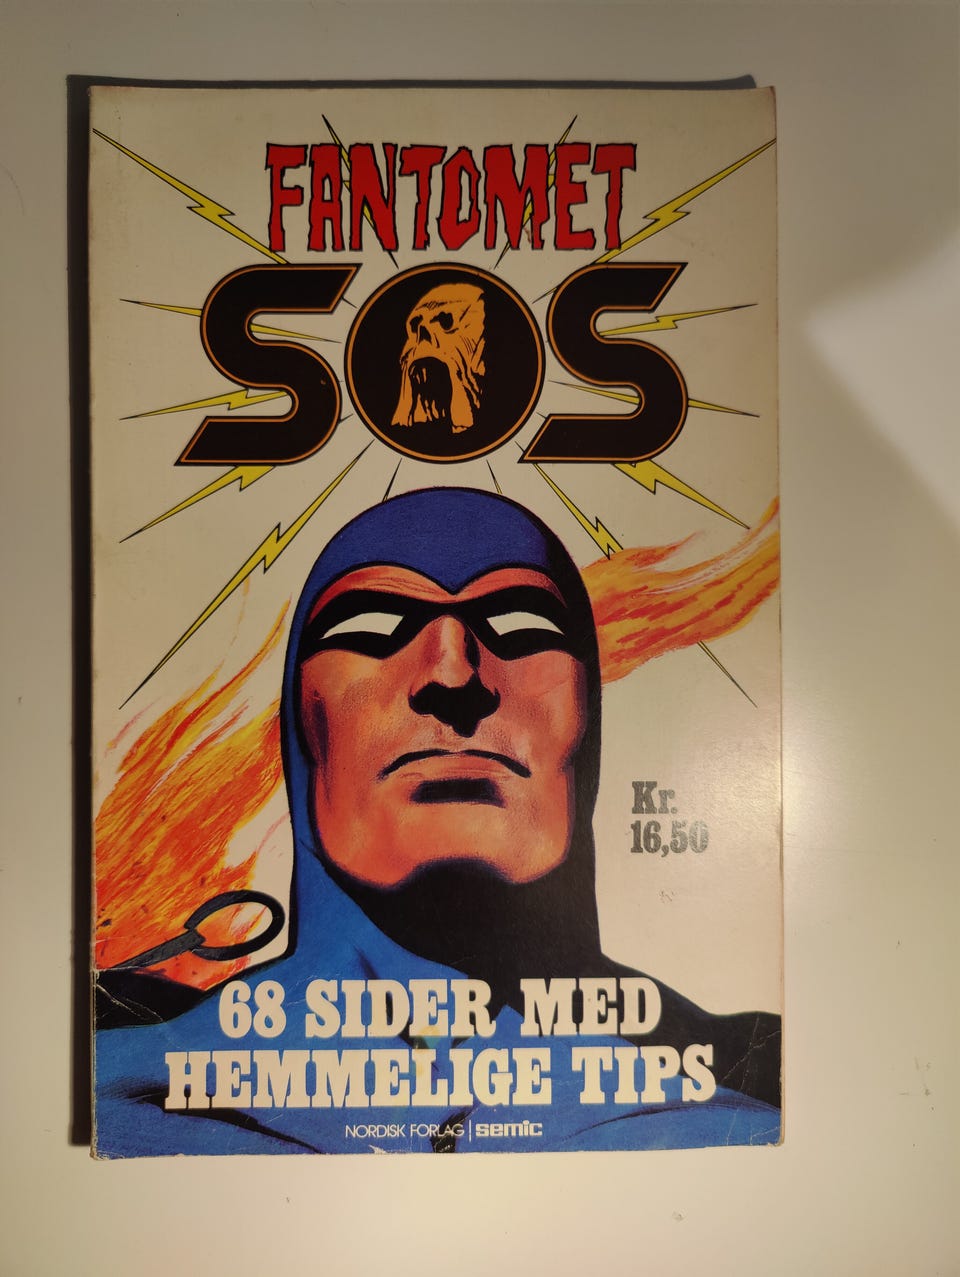 FANTOMET
SOS
Kr.
16,50
68 SIDER MED
HEMMELIGE TIPS
NORDISK FORLAG | semic